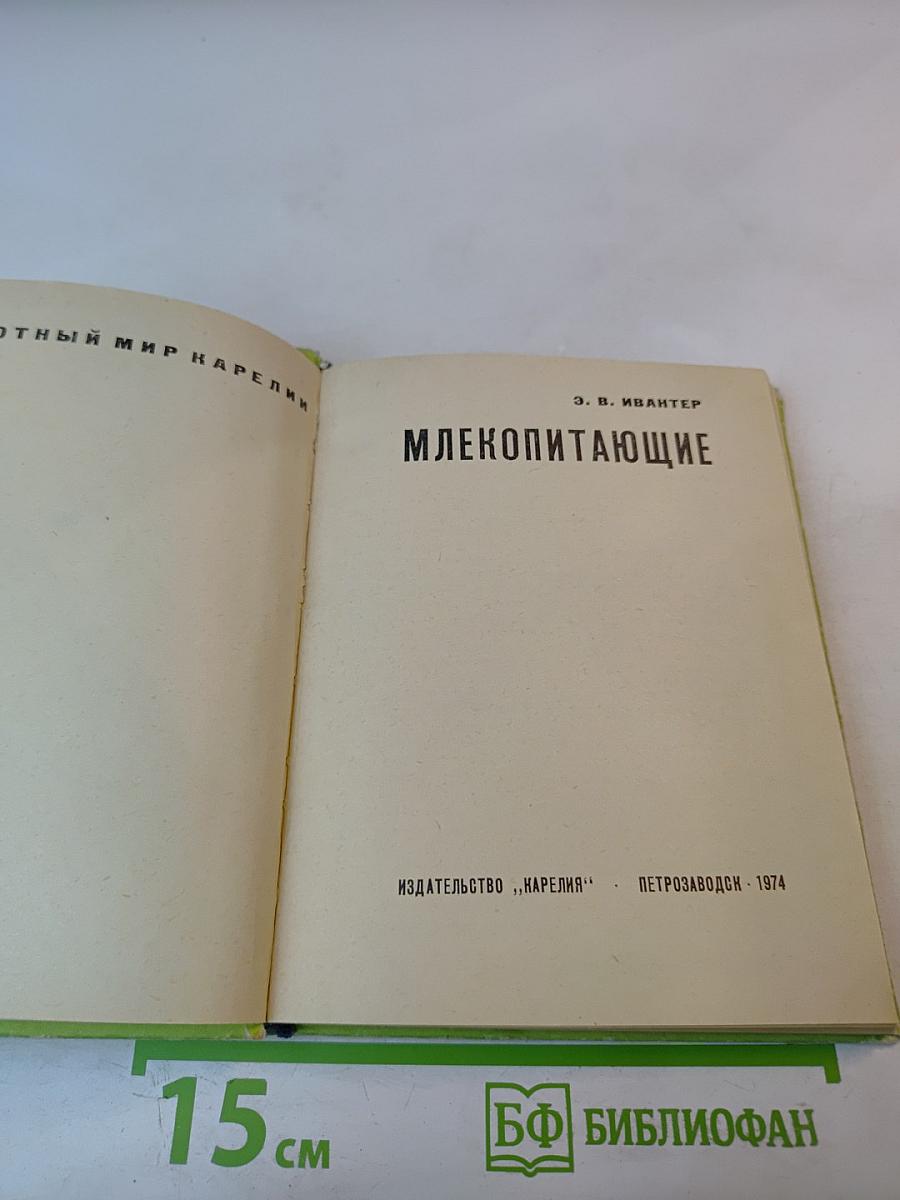 ОТНЫЙ МИР КАРЕЛИИ
Э. В. ИВАНТЕР
МЛЕКОПИТАЮЩИЕ
ИЗДАТЕЛЬСТВО „КАРЕЛИЯ“ · ПЕТРОЗАВОДСК · 1974
15 см
БФ БИБЛИОФАН